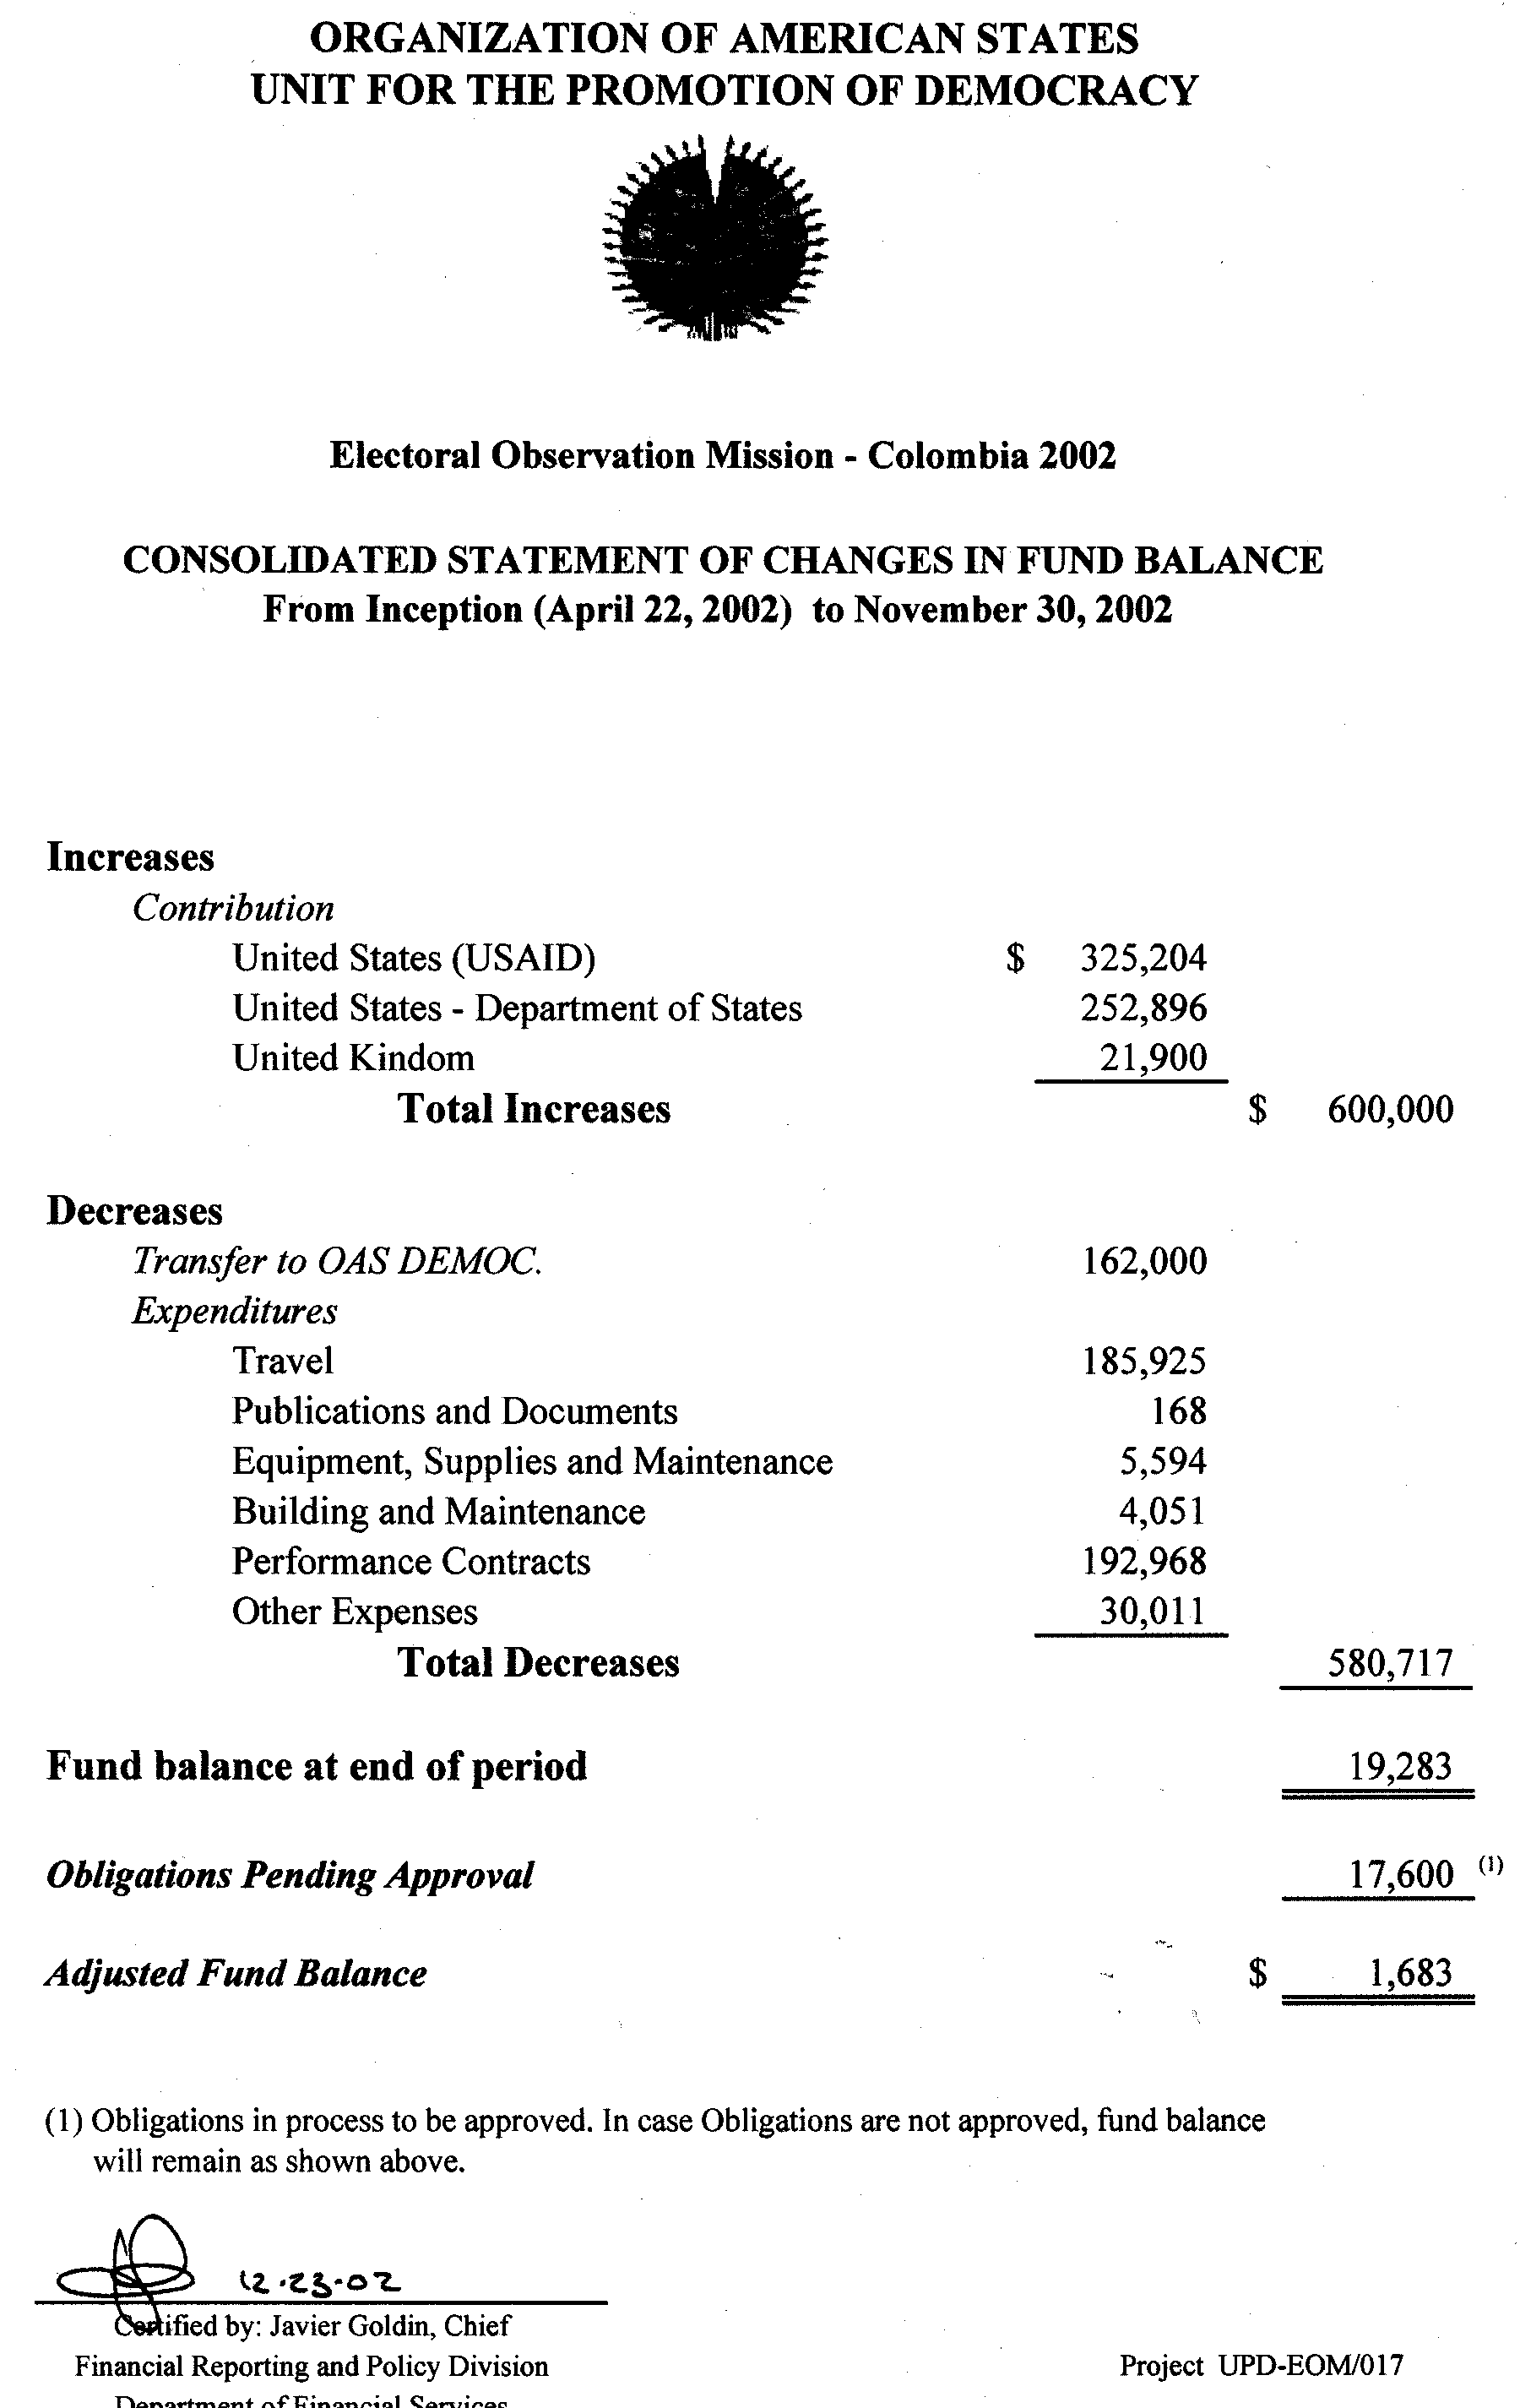 ORGANIZATION OF AMERICAN STATES
UNIT FOR THE PROMOTION OF DEMOCRACY
Electoral Observation Mission - Colombia 2002
CONSOLIDATED STATEMENT OF CHANGES IN FUND BALANCE
From Inception (April 22, 2002) to November 30, 2002
Increases
Contribution
United States (USAID) $ 325,204
United States - Department of States 252,896
United Kindom 21,900
Total Increases $ 600,000
Decreases
Transfer to OAS DEMOC. 162,000
Expenditures
Travel 185,925
Publications and Documents 168
Equipment, Supplies and Maintenance 5,594
Building and Maintenance 4,051
Performance Contracts 192,968
Other Expenses 30,011
Total Decreases 580,717
Fund balance at end of period 19,283
Obligations Pending Approval 17,600 (1)
Adjusted Fund Balance $ 1,683
(1) Obligations in process to be approved. In case Obligations are not approved, fund balance
will remain as shown above.
12.23.02
Certified by: Javier Goldin, Chief
Financial Reporting and Policy Division Project UPD-EOM/017
Department of Financial Services